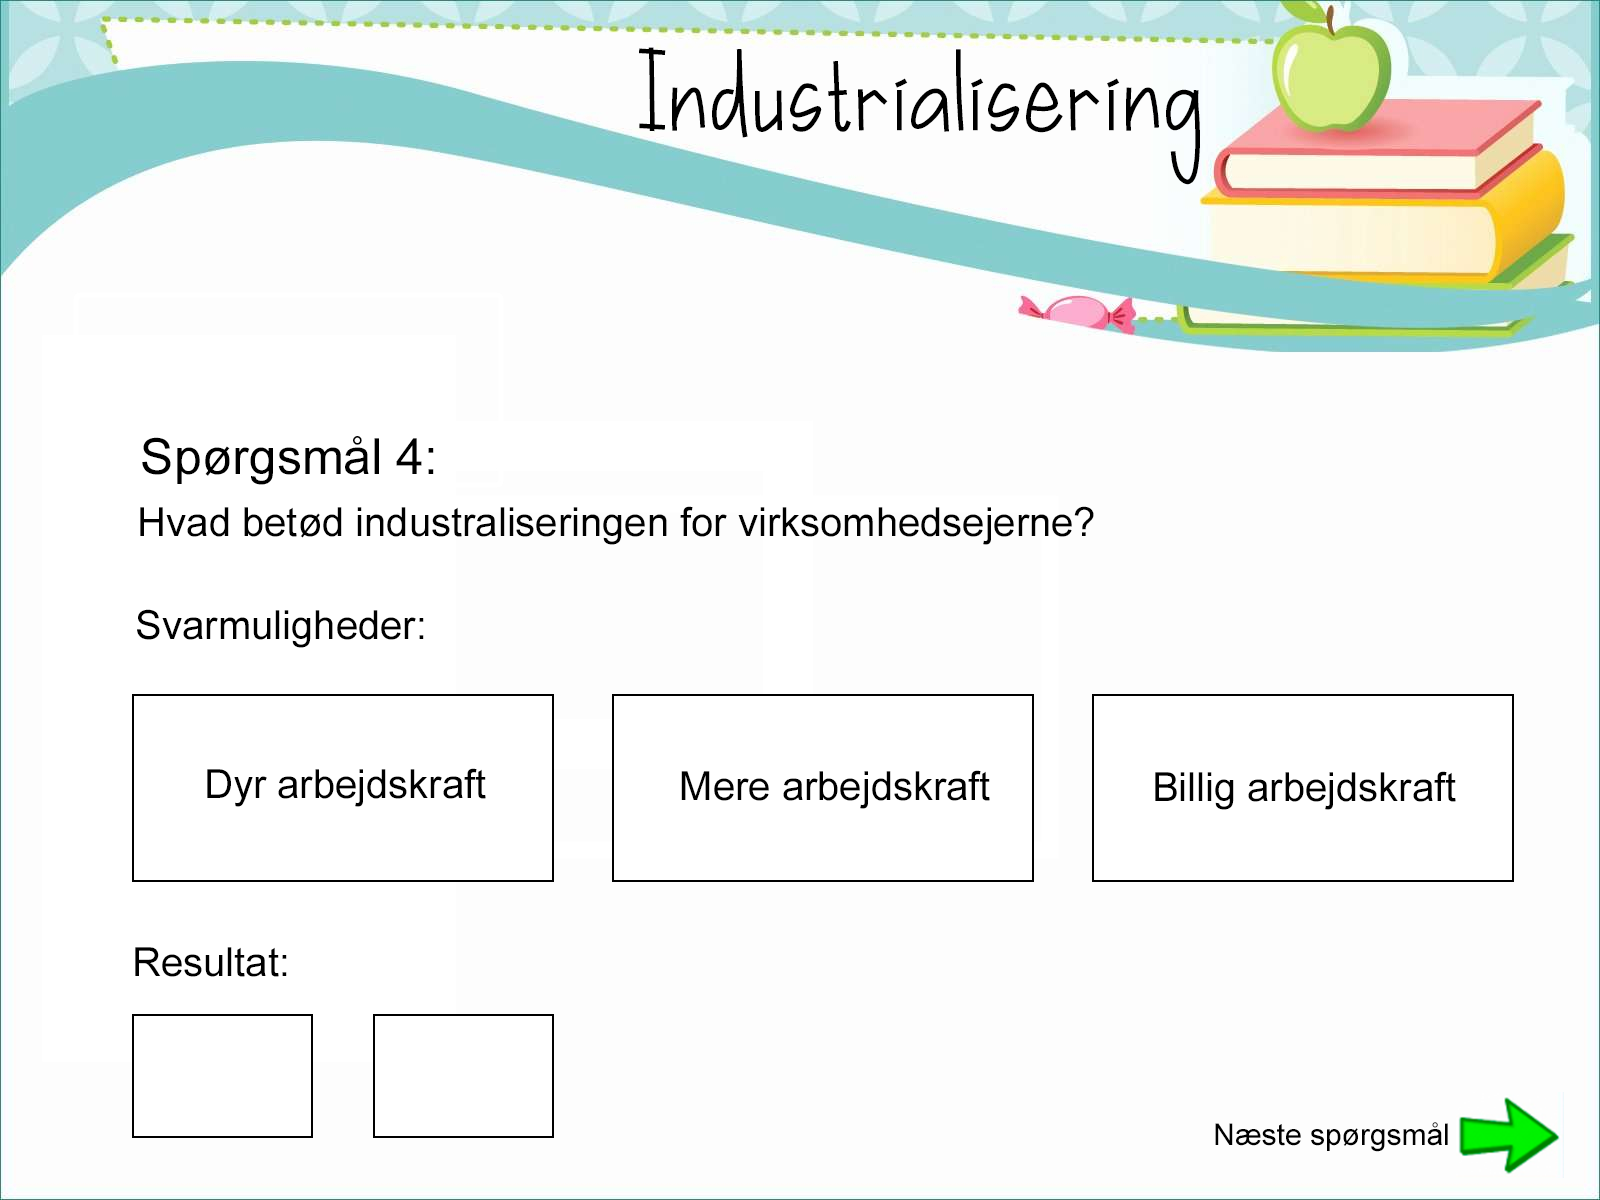 Industrialisering
Spørgsmål 4:
Hvad betød industraliseringen for virksomhedsejerne?
Svarmuligheder:
Dyr arbejdskraft
Mere arbejdskraft
Billig arbejdskraft
Resultat:
Næste spørgsmål